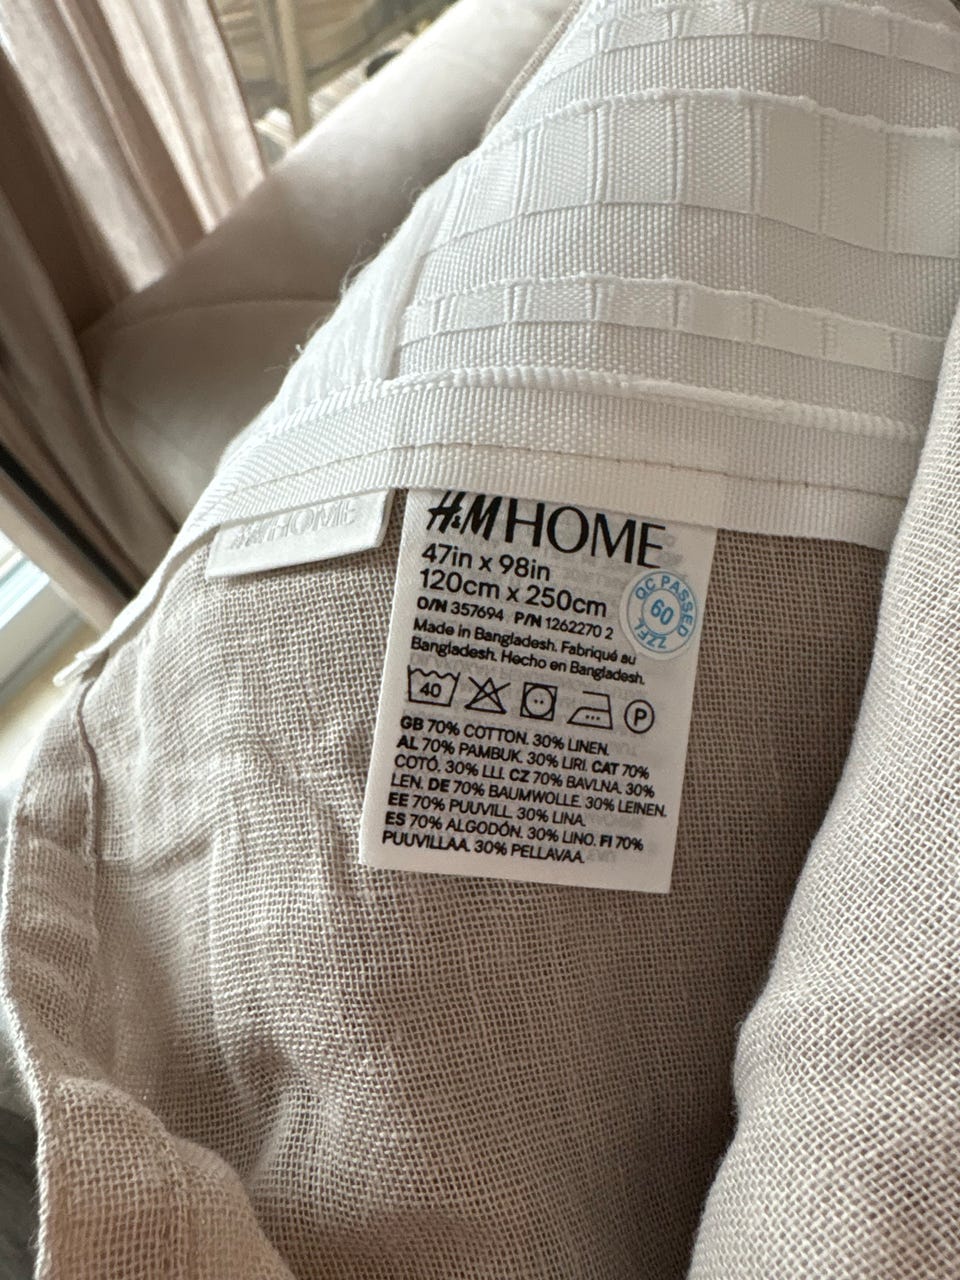 H&M HOME
H&M HOME
47in x 98in
120cm x 250cm
O/N 357694 P/N 1262270 2
Made in Bangladesh. Fabriqué au
Bangladesh. Hecho en Bangladesh.
QC PASSED
60
ZZFL
40
P
GB 70% COTTON. 30% LINEN.
AL 70% PAMBUK. 30% LIRI. CAT 70%
COTÓ. 30% LLI. CZ 70% BAVLNA. 30%
LEN. DE 70% BAUMWOLLE. 30% LEINEN.
EE 70% PUUVILL. 30% LINA.
ES 70% ALGODÓN. 30% LINO. FI 70%
PUUVILLAA. 30% PELLAVAA.